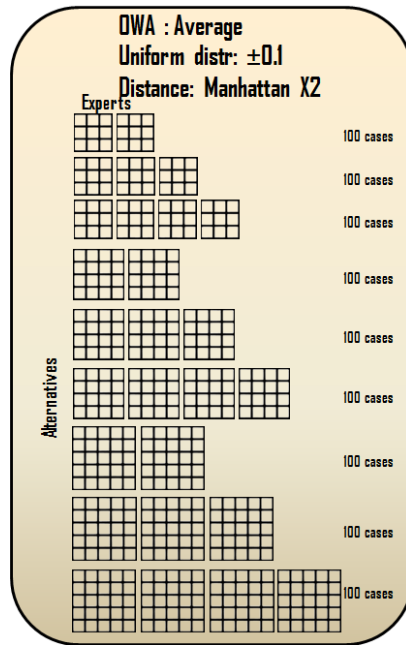 OWA : Average
Uniform distr: ±0.1
Distance: Manhattan X2
Experts
100 cases
100 cases
100 cases
100 cases
100 cases
Alternatives
100 cases
100 cases
100 cases
100 cases